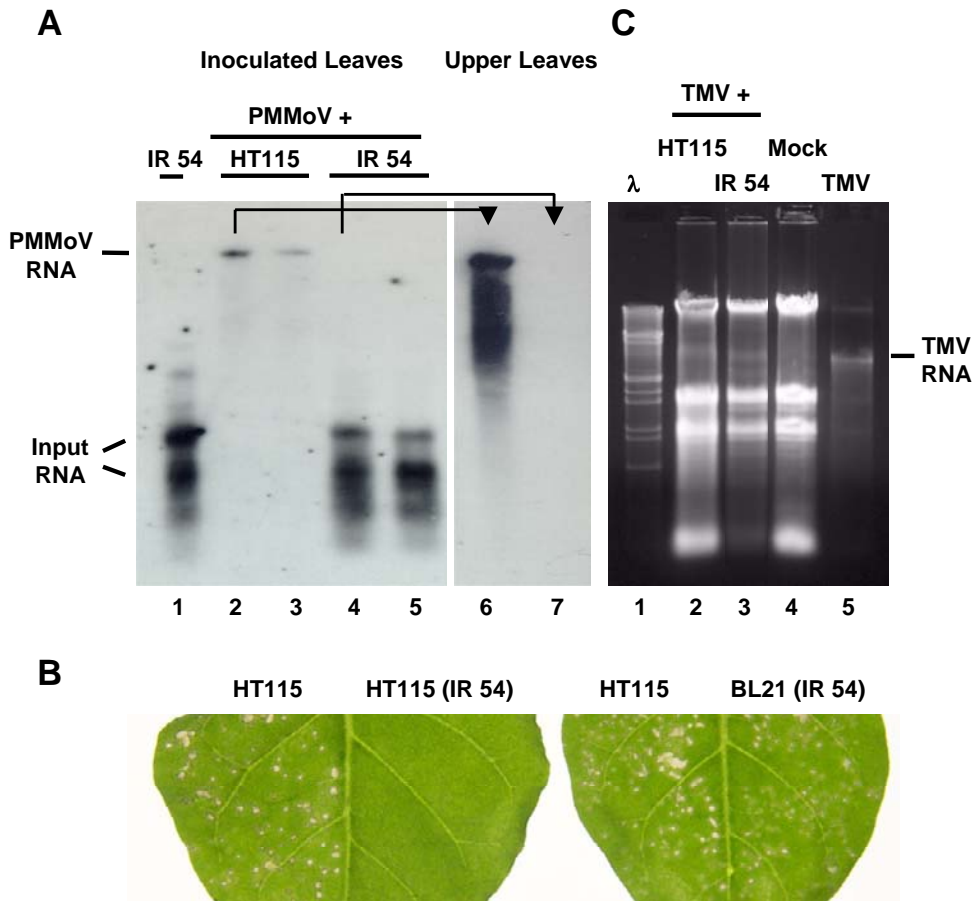 A
Inoculated Leaves Upper Leaves
PMMoV +
IR 54 HT115 IR 54
PMMoV
RNA
Input
RNA
1 2 3 4 5 6 7
C
TMV +
HT115 Mock
λ IR 54 TMV
TMV
RNA
1 2 3 4 5
B
HT115 HT115 (IR 54) HT115 BL21 (IR 54)